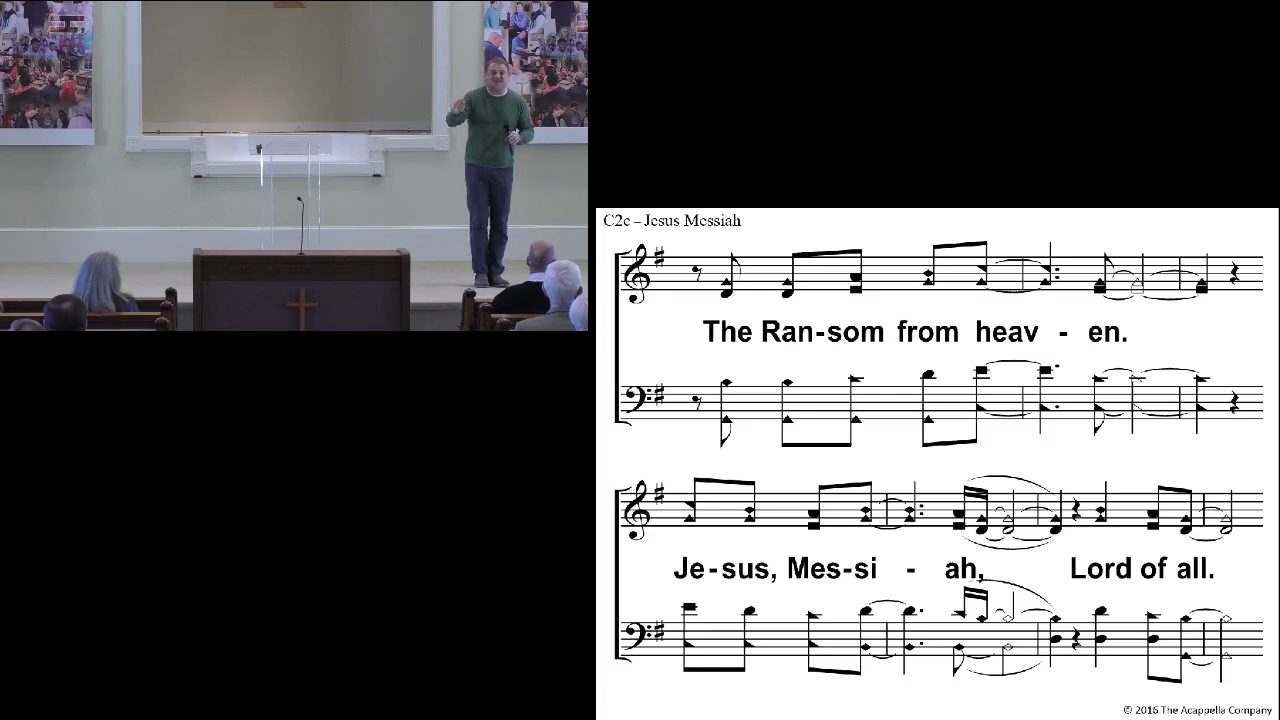 C2c – Jesus Messiah
The Ran-som from heav - en.
Je-sus, Mes-si - ah, Lord of all.
© 2016 The Acappella Company